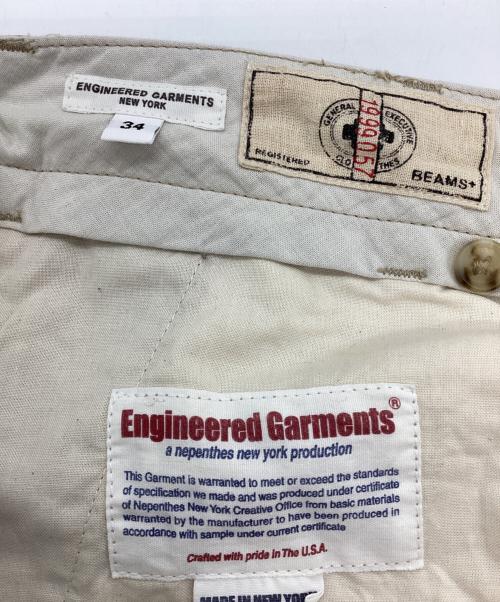 ENGINEERED GARMENTS
NEW YORK
34
GENERAL EXECUTIVE
CLOTHES
1999.057
REGISTERED
BEAMS+
Engineered Garments®
a nepenthes new york production
This Garment is warranted to meet or exceed the standards
of specification we made and was produced under certificate
of Nepenthes New York Creative Office from basic materials
warranted by the manufacturer to have been produced in
accordance with sample under current certificate
Crafted with pride in The U.S.A.
MADE IN NEW YORK